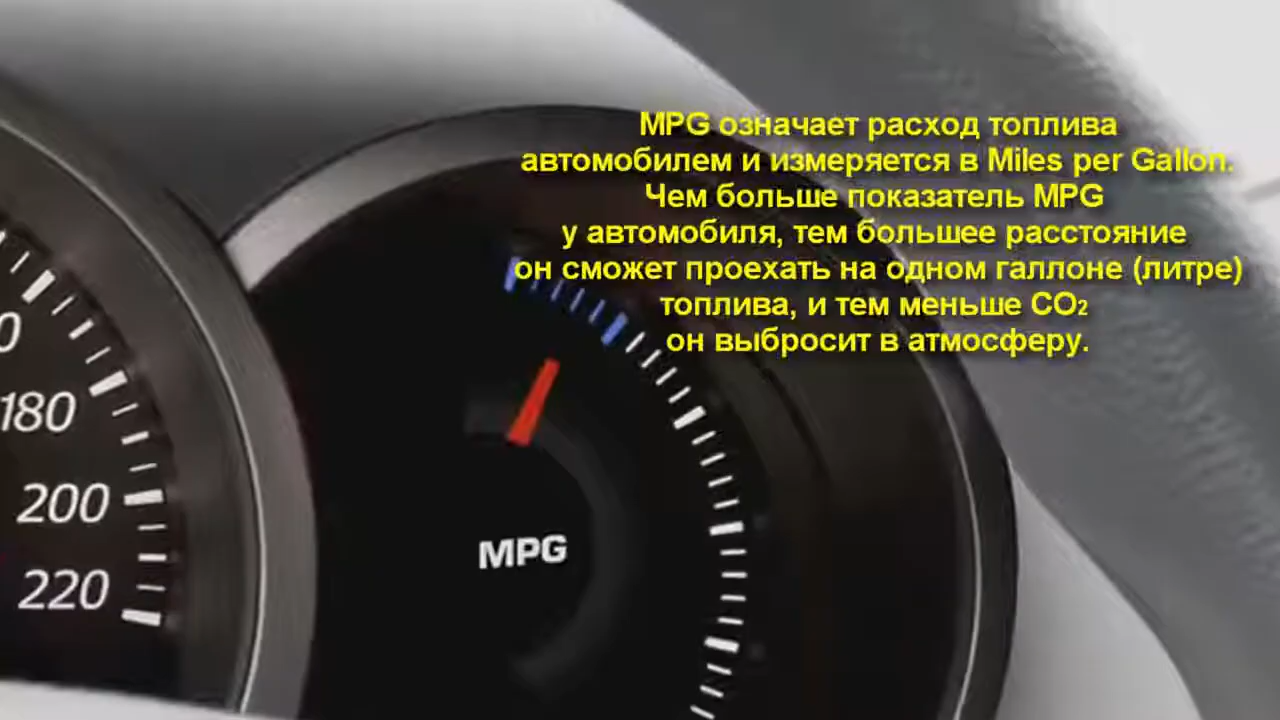 MPG означает расход топлива
автомобилем и измеряется в Miles per Gallon.
Чем больше показатель MPG
у автомобиля, тем большее расстояние
он сможет проехать на одном галлоне (литре)
топлива, и тем меньше CO₂
он выбросит в атмосферу.
0
180
200
220
MPG